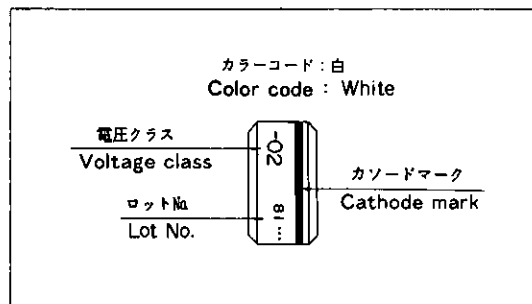 カラーコード：白
Color code : White
電圧クラス
Voltage class
-02
カソードマーク
Cathode mark
ロットNo.
Lot No.
81 ...